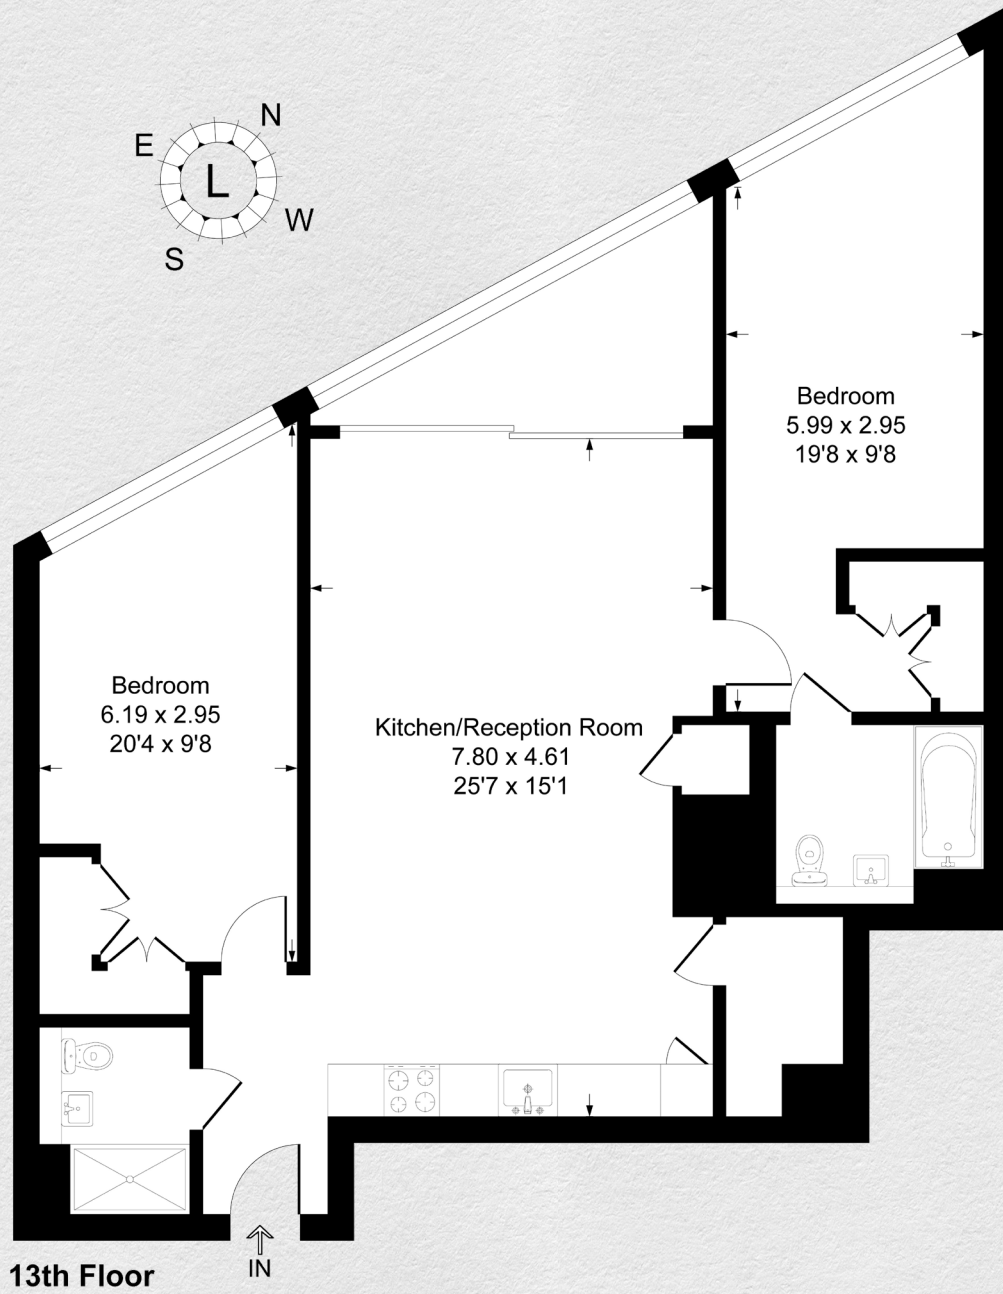 N
E
L
W
S
Bedroom
5.99 x 2.95
19'8 x 9'8
Bedroom
6.19 x 2.95
20'4 x 9'8
Kitchen/Reception Room
7.80 x 4.61
25'7 x 15'1
IN
13th Floor